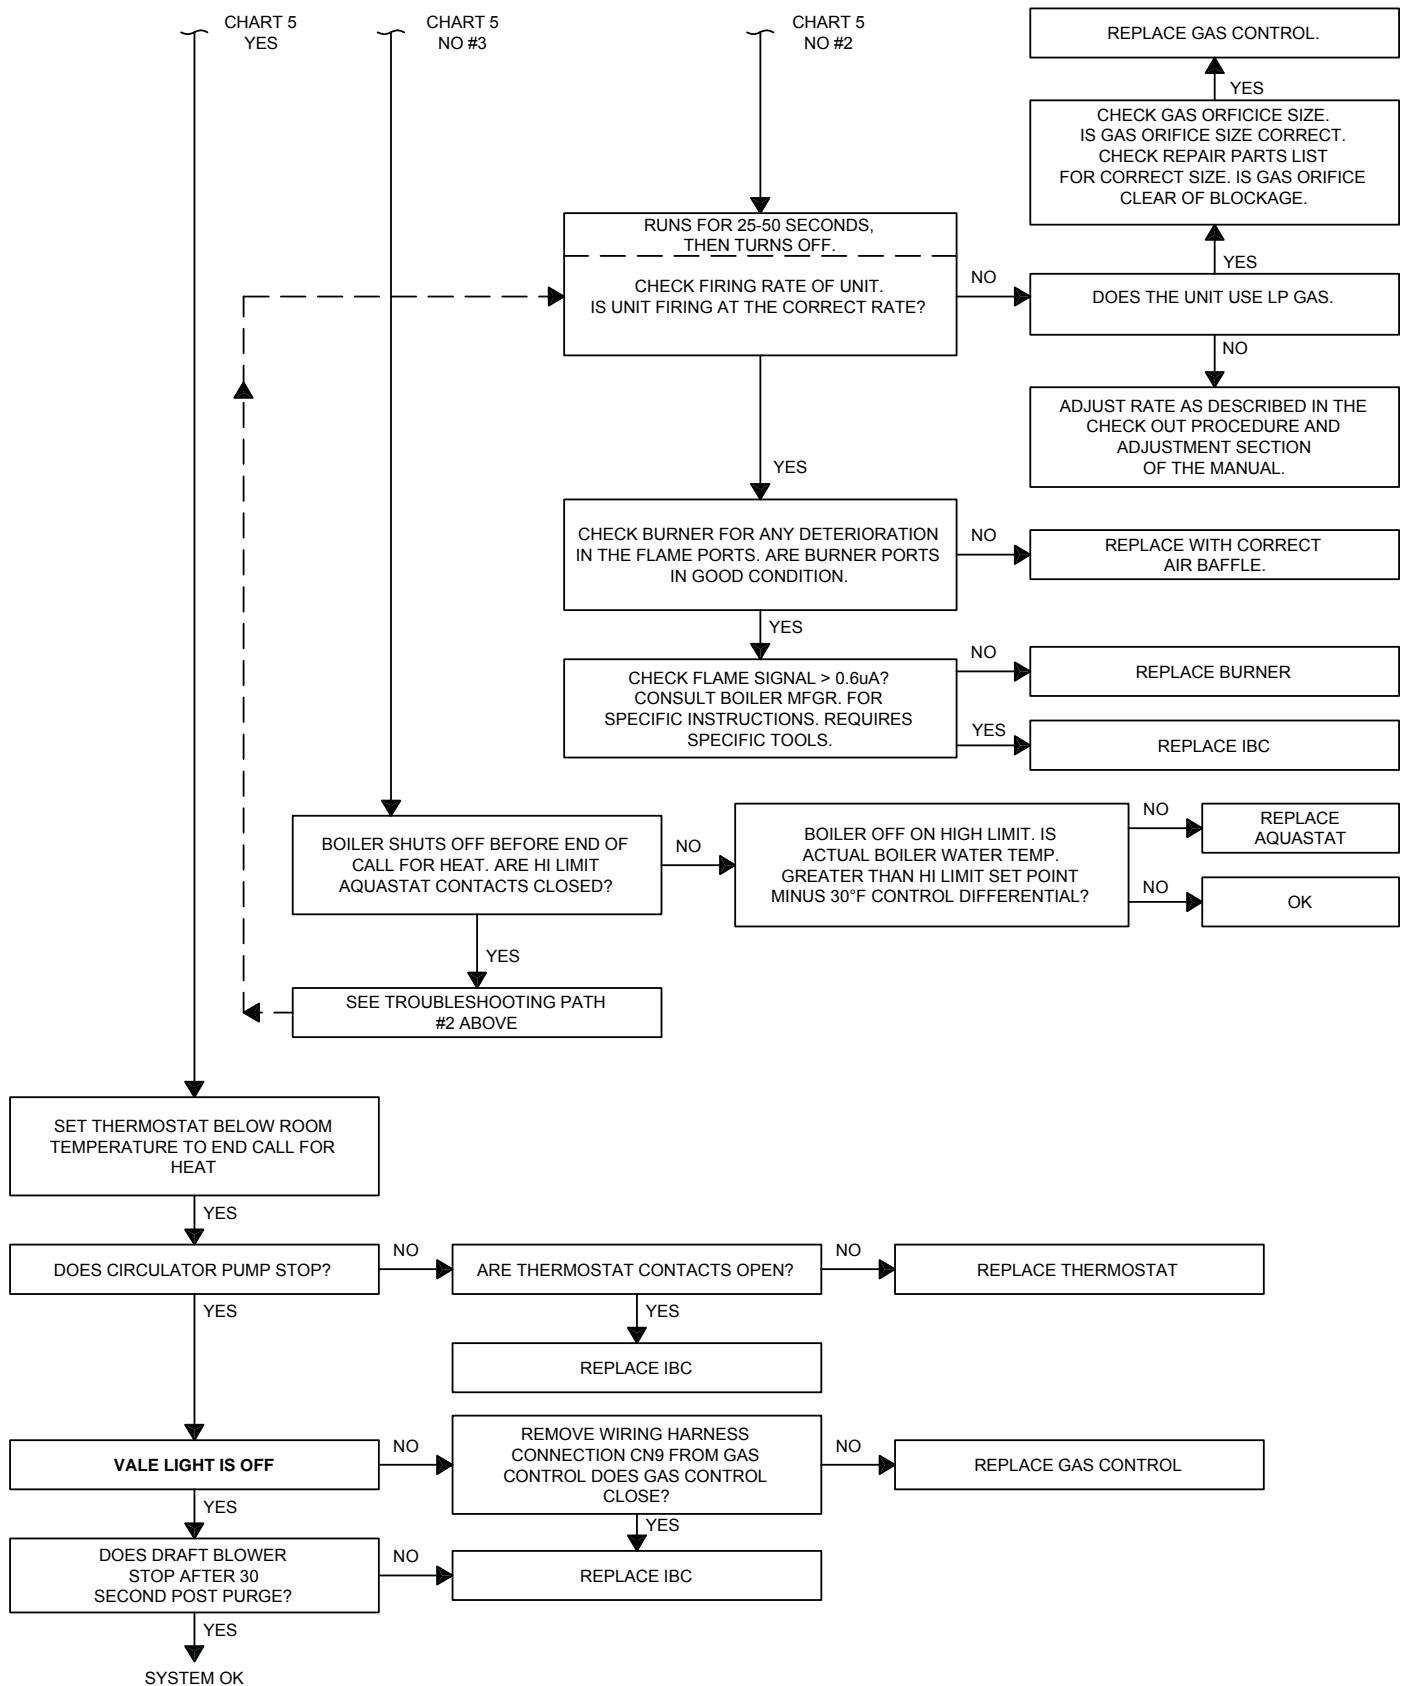 CHART 5
YES
CHART 5
NO #3
CHART 5
NO #2
REPLACE GAS CONTROL.
YES
CHECK GAS ORFICICE SIZE.
IS GAS ORIFICE SIZE CORRECT.
CHECK REPAIR PARTS LIST
FOR CORRECT SIZE. IS GAS ORIFICE
CLEAR OF BLOCKAGE.
YES
RUNS FOR 25-50 SECONDS,
THEN TURNS OFF.
CHECK FIRING RATE OF UNIT.
IS UNIT FIRING AT THE CORRECT RATE?
NO
DOES THE UNIT USE LP GAS.
NO
ADJUST RATE AS DESCRIBED IN THE
CHECK OUT PROCEDURE AND
ADJUSTMENT SECTION
OF THE MANUAL.
YES
CHECK BURNER FOR ANY DETERIORATION
IN THE FLAME PORTS. ARE BURNER PORTS
IN GOOD CONDITION.
NO
REPLACE WITH CORRECT
AIR BAFFLE.
YES
CHECK FLAME SIGNAL > 0.6uA?
CONSULT BOILER MFGR. FOR
SPECIFIC INSTRUCTIONS. REQUIRES
SPECIFIC TOOLS.
NO
REPLACE BURNER
YES
REPLACE IBC
BOILER SHUTS OFF BEFORE END OF
CALL FOR HEAT. ARE HI LIMIT
AQUASTAT CONTACTS CLOSED?
NO
BOILER OFF ON HIGH LIMIT. IS
ACTUAL BOILER WATER TEMP.
GREATER THAN HI LIMIT SET POINT
MINUS 30°F CONTROL DIFFERENTIAL?
NO
REPLACE
AQUASTAT
NO
OK
YES
SEE TROUBLESHOOTING PATH
#2 ABOVE
SET THERMOSTAT BELOW ROOM
TEMPERATURE TO END CALL FOR
HEAT
YES
DOES CIRCULATOR PUMP STOP?
NO
ARE THERMOSTAT CONTACTS OPEN?
NO
REPLACE THERMOSTAT
YES
YES
REPLACE IBC
VALE LIGHT IS OFF
NO
REMOVE WIRING HARNESS
CONNECTION CN9 FROM GAS
CONTROL DOES GAS CONTROL
CLOSE?
NO
REPLACE GAS CONTROL
YES
YES
DOES DRAFT BLOWER
STOP AFTER 30
SECOND POST PURGE?
NO
REPLACE IBC
YES
SYSTEM OK